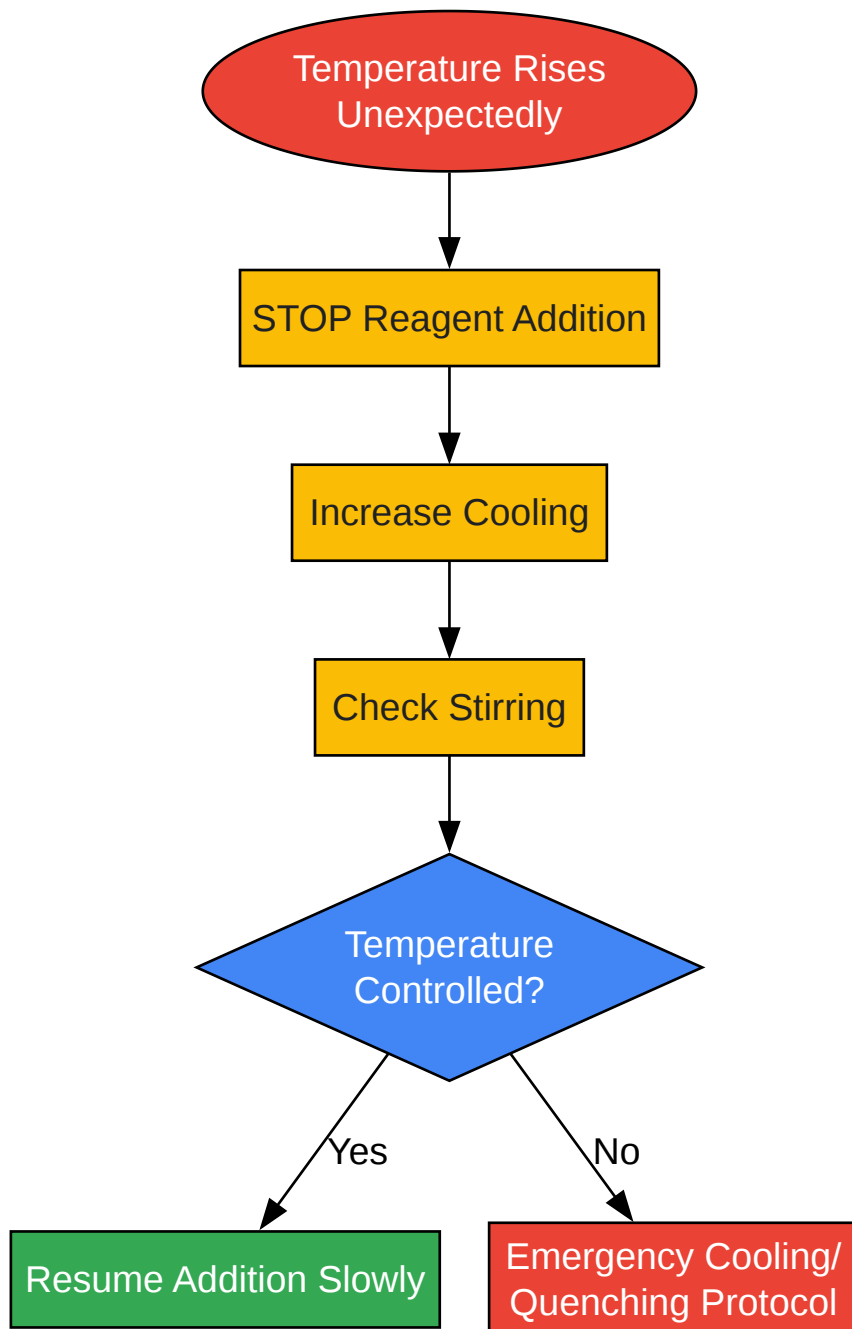 Temperature Rises
Unexpectedly
STOP Reagent Addition
Increase Cooling
Check Stirring
Temperature
Controlled?
Yes
No
Resume Addition Slowly
Emergency Cooling/
Quenching Protocol